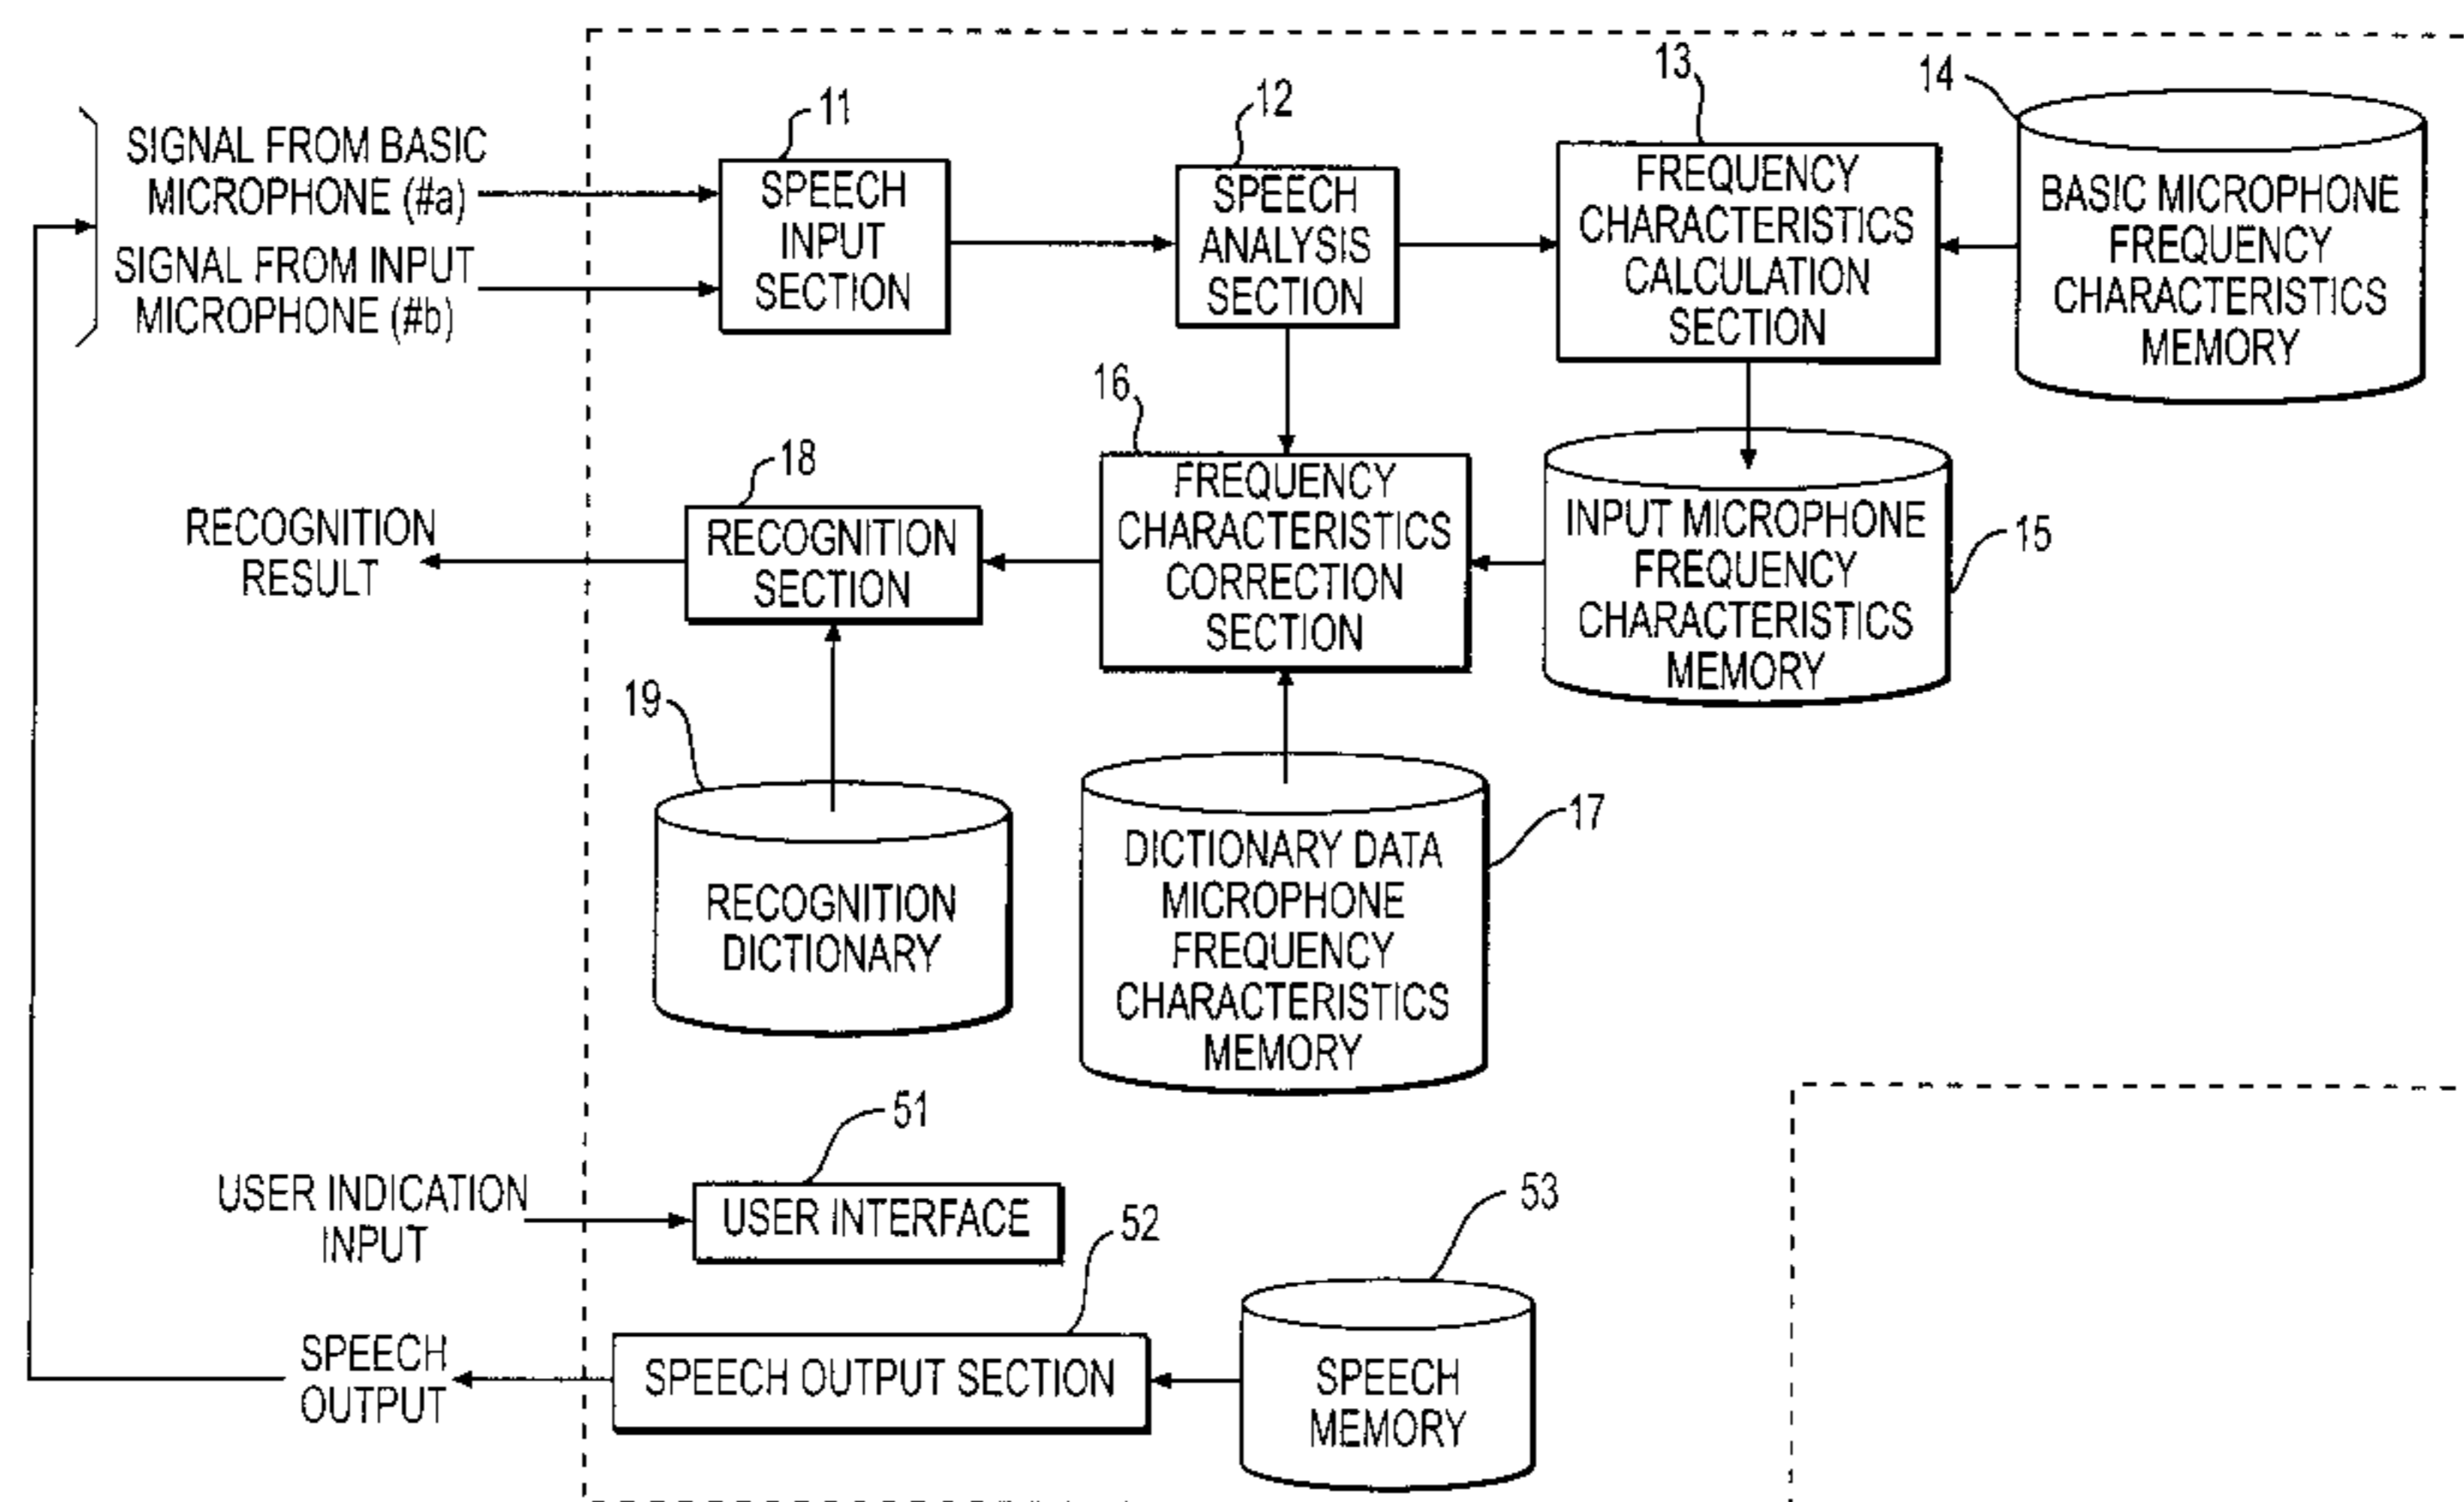 11
12
13
14
SIGNAL FROM BASIC
MICROPHONE (#a)
SIGNAL FROM INPUT
MICROPHONE (#b)
SPEECH
INPUT
SECTION
SPEECH
ANALYSIS
SECTION
FREQUENCY
CHARACTERISTICS
CALCULATION
SECTION
BASIC MICROPHONE
FREQUENCY
CHARACTERISTICS
MEMORY
16
18
15
RECOGNITION
RESULT
RECOGNITION
SECTION
FREQUENCY
CHARACTERISTICS
CORRECTION
SECTION
INPUT MICROPHONE
FREQUENCY
CHARACTERISTICS
MEMORY
19
17
RECOGNITION
DICTIONARY
DICTIONARY DATA
MICROPHONE
FREQUENCY
CHARACTERISTICS
MEMORY
51
USER INDICATION
INPUT
USER INTERFACE
52
53
SPEECH
OUTPUT
SPEECH OUTPUT SECTION
SPEECH
MEMORY